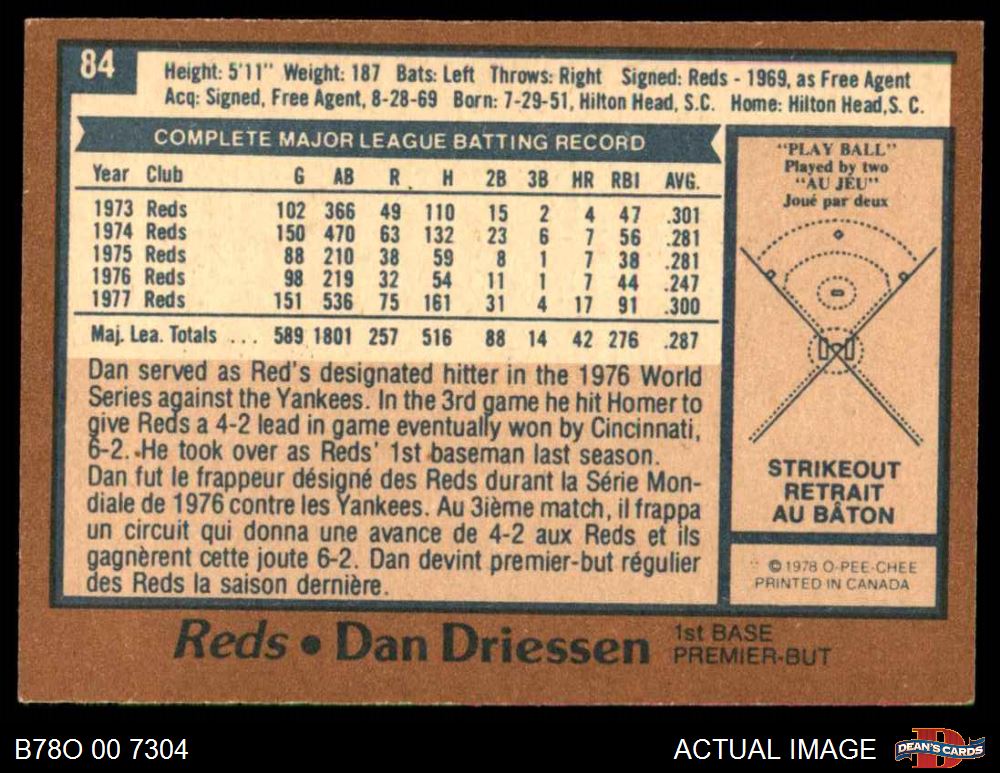 84
Height: 5'11" Weight: 187 Bats: Left Throws: Right Signed: Reds - 1969, as Free Agent
Acq: Signed, Free Agent, 8-28-69 Born: 7-29-51, Hilton Head, S.C. Home: Hilton Head, S. C.
COMPLETE MAJOR LEAGUE BATTING RECORD
Year Club G AB R H 2B 3B HR RBI AVG.
1973 Reds 102 366 49 110 15 2 4 47 .301
1974 Reds 150 470 63 132 23 6 7 56 .281
1975 Reds 88 210 38 59 8 1 7 38 .281
1976 Reds 98 219 32 54 11 1 7 44 .247
1977 Reds 151 536 75 161 31 4 17 91 .300
Maj. Lea. Totals ... 589 1801 257 516 88 14 42 276 .287
Dan served as Red's designated hitter in the 1976 World
Series against the Yankees. In the 3rd game he hit Homer to
give Reds a 4-2 lead in game eventually won by Cincinnati,
6-2. He took over as Reds' 1st baseman last season.
Dan fut le frappeur désigné des Reds durant la Série Mon-
diale de 1976 contre les Yankees. Au 3ième match, il frappa
un circuit qui donna une avance de 4-2 aux Reds et ils
gagnèrent cette joute 6-2. Dan devint premier-but régulier
des Reds la saison dernière.
"PLAY BALL"
Played by two
"AU JEU"
Joué par deux
STRIKEOUT
RETRAIT
AU BÂTON
© 1978 O-PEE-CHEE
PRINTED IN CANADA
Reds • Dan Driessen
1st BASE
PREMIER-BUT
B78O 00 7304
ACTUAL IMAGE
D
DEAN'S CARDS